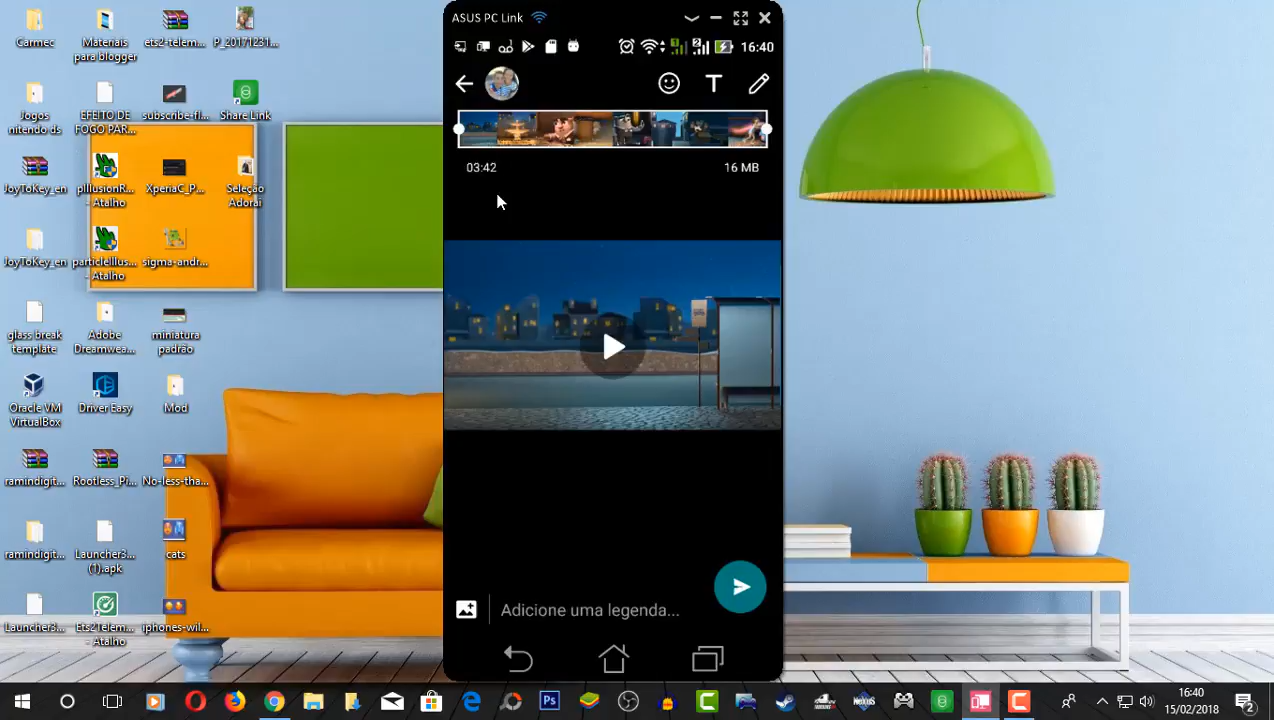 ASUS PC Link
16:40
T
03:42
16 MB
Adicione uma legenda...
Carmec
Materiais
para blogger
ets2-telem...
P_20171231...
Jogos
nitendo ds
EFEITO DE
FOGO PAR...
subscribe-fl...
Share Link
JoyToKey_en
pIllusionR...
- Atalho
XperiaC_P...
Seleção
Adorai
JoyToKey_en
particleIllus...
- Atalho
sigma-andr...
glass break
template
Adobe
Dreamwea...
miniatura
padrão
Oracle VM
VirtualBox
Driver Easy
Mod
ramindigit...
Rootless_Pi...
No-less-tha...
ramindigit...
Launcher3...
(1).apk
cats
Launcher3...
Ets2Telem...
- Atalho
iphones-wil...
Ps
16:40
15/02/2018
2